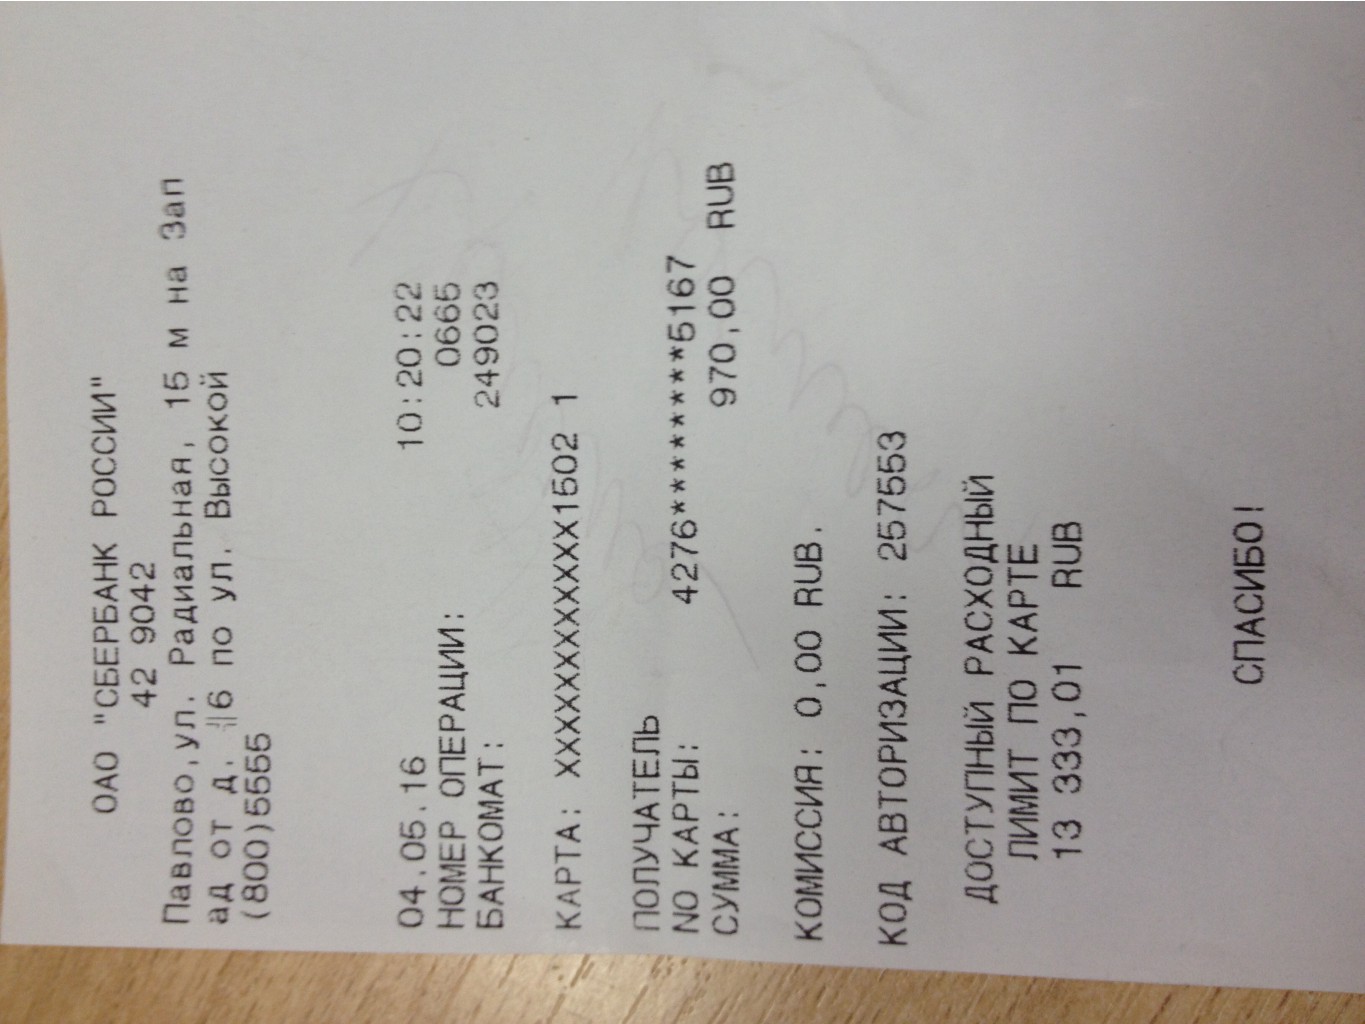 ОАО "СБЕРБАНК РОССИИ"
42 9042
Павлово,ул. Радиальная, 15 м на Зап
ад от д. 6 по ул. Высокой
(800)5555
04.05.16 10:20:22
НОМЕР ОПЕРАЦИИ: 0665
БАНКОМАТ: 249023
КАРТА: XXXXXXXXXXXX1502 1
ПОЛУЧАТЕЛЬ
NO КАРТЫ: 4276********5167
СУММА: 970,00 RUB
КОМИССИЯ: 0,00 RUB.
КОД АВТОРИЗАЦИИ: 257553
ДОСТУПНЫЙ РАСХОДНЫЙ
ЛИМИТ ПО КАРТЕ
13 333,01 RUB
СПАСИБО!